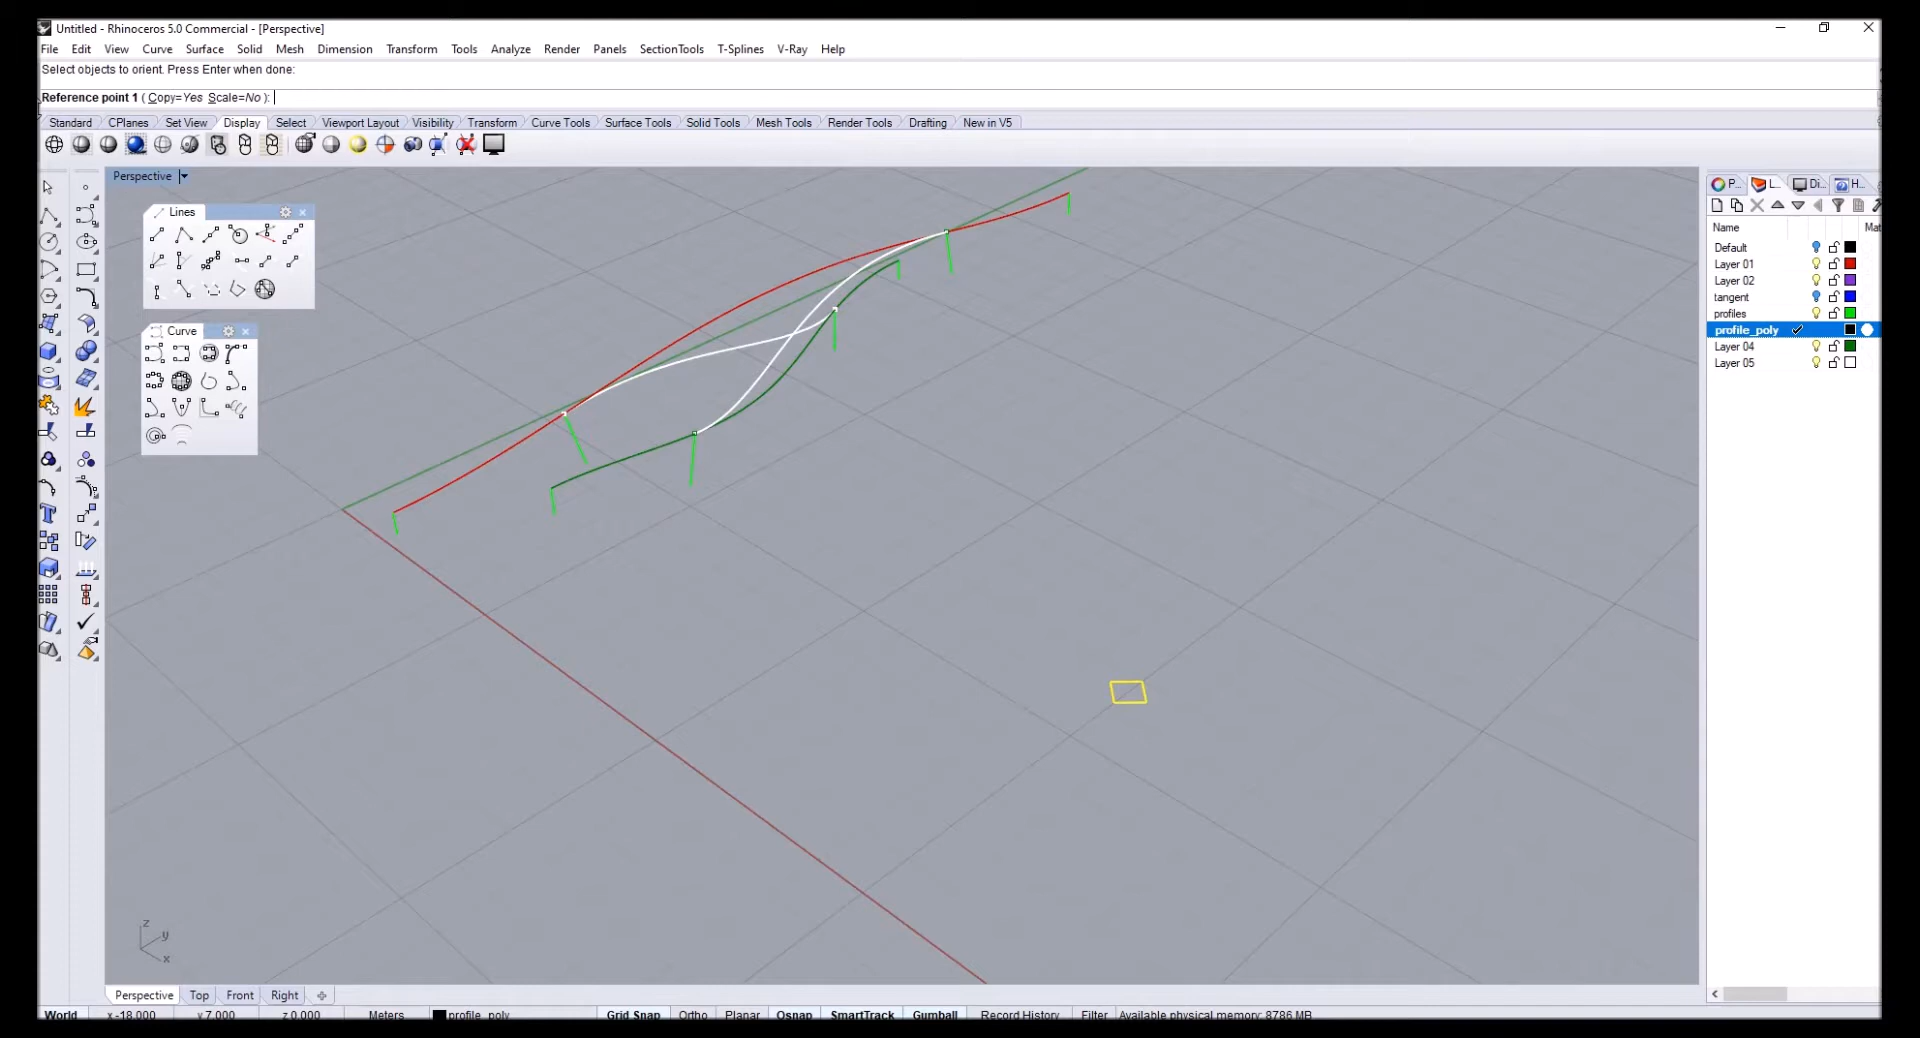 Untitled - Rhinoceros 5.0 Commercial - [Perspective]
File Edit View Curve Surface Solid Mesh Dimension Transform Tools Analyze Render Panels SectionTools T-Splines V-Ray Help
Select objects to orient. Press Enter when done:
Reference point 1 ( Copy=Yes Scale=No ):
Standard CPlanes Set View Display Select Viewport Layout Visibility Transform Curve Tools Surface Tools Solid Tools Mesh Tools Render Tools Drafting New in V5
Perspective
P... L... Di... H...
Lines
Name Mat
Default
Layer 01
Layer 02
tangent
profiles
profile_poly
Layer 04
Layer 05
Curve
z
y
x
Perspective Top Front Right
World x -18.000 y 7.000 z 0.000 Meters profile_poly Grid Snap Ortho Planar Osnap SmartTrack Gumball Record History Filter Available physical memory: 8786 MB